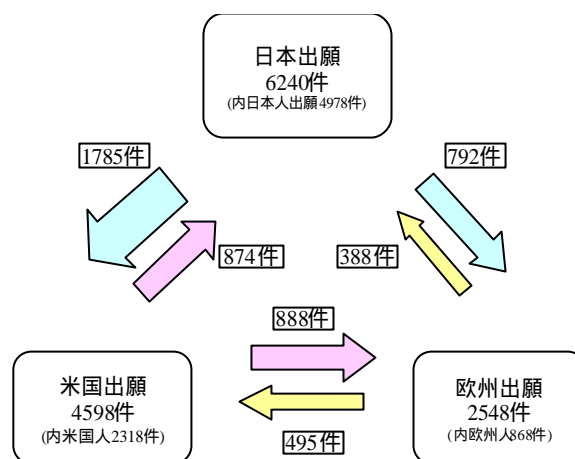 日本出願
6240件
(内日本人出願4978件)
1785件
792件
874件
388件
888件
米国出願
4598件
(内米国人2318件)
欧州出願
2548件
(内欧州人868件)
495件